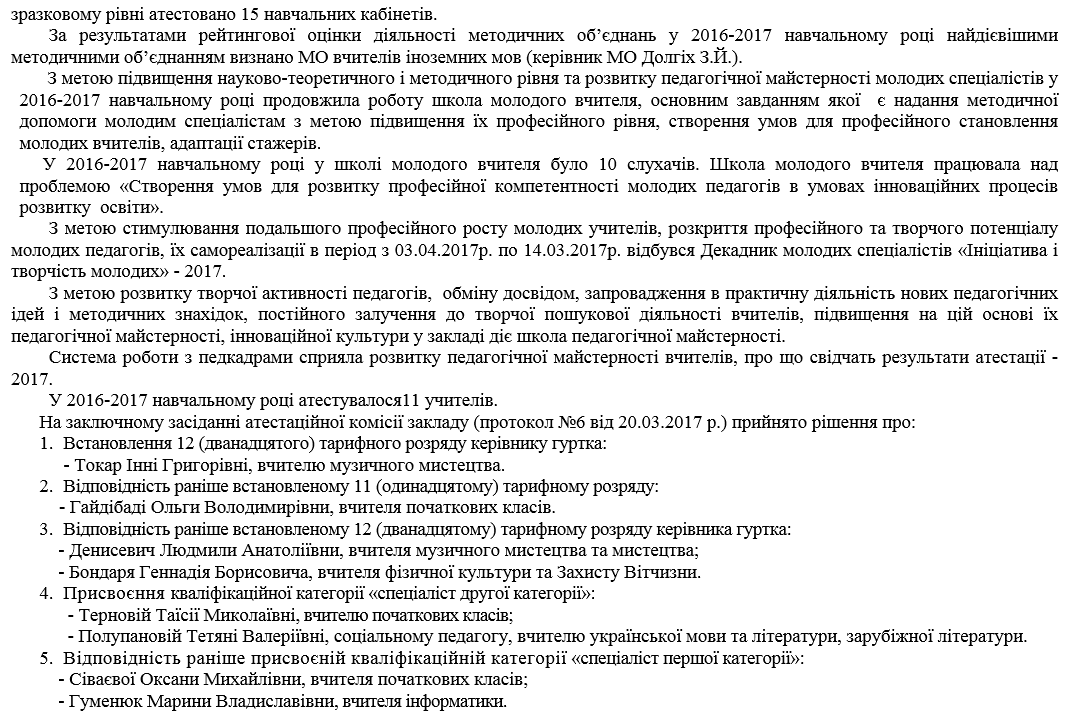 зразковому рівні атестовано 15 навчальних кабінетів.
За результатами рейтингової оцінки діяльності методичних об’єднань у 2016-2017 навчальному році найдієвішими
методичними об’єднанням визнано МО вчителів іноземних мов (керівник МО Долгіх З.Й.).
З метою підвищення науково-теоретичного і методичного рівня та розвитку педагогічної майстерності молодих спеціалістів у
2016-2017 навчальному році продовжила роботу школа молодого вчителя, основним завданням якої є надання методичної
допомоги молодим спеціалістам з метою підвищення їх професійного рівня, створення умов для професійного становлення
молодих вчителів, адаптації стажерів.
У 2016-2017 навчальному році у школі молодого вчителя було 10 слухачів. Школа молодого вчителя працювала над
проблемою «Створення умов для розвитку професійної компетентності молодих педагогів в умовах інноваційних процесів
розвитку освіти».
З метою стимулювання подальшого професійного росту молодих учителів, розкриття професійного та творчого потенціалу
молодих педагогів, їх самореалізації в період з 03.04.2017р. по 14.03.2017р. відбувся Декадник молодих спеціалістів «Ініціатива і
творчість молодих» - 2017.
З метою розвитку творчої активності педагогів, обміну досвідом, запровадження в практичну діяльність нових педагогічних
ідей і методичних знахідок, постійного залучення до творчої пошукової діяльності вчителів, підвищення на цій основі їх
педагогічної майстерності, інноваційної культури у закладі діє школа педагогічної майстерності.
Система роботи з педкадрами сприяла розвитку педагогічної майстерності вчителів, про що свідчать результати атестації -
2017.
У 2016-2017 навчальному році атестувалося11 учителів.
На заключному засіданні атестаційної комісії закладу (протокол №6 від 20.03.2017 р.) прийнято рішення про:
1. Встановлення 12 (дванадцятого) тарифного розряду керівнику гуртка:
- Токар Інні Григорівні, вчителю музичного мистецтва.
2. Відповідність раніше встановленому 11 (одинадцятому) тарифному розряду:
- Гайдібаді Ольги Володимирівни, вчителя початкових класів.
3. Відповідність раніше встановленому 12 (дванадцятому) тарифному розряду керівника гуртка:
- Денисевич Людмили Анатоліївни, вчителя музичного мистецтва та мистецтва;
- Бондаря Геннадія Борисовича, вчителя фізичної культури та Захисту Вітчизни.
4. Присвоєння кваліфікаційної категорії «спеціаліст другої категорії»:
- Терновій Таїсії Миколаївні, вчителю початкових класів;
- Полупановій Тетяні Валеріївні, соціальному педагогу, вчителю української мови та літератури, зарубіжної літератури.
5. Відповідність раніше присвоєній кваліфікаційній категорії «спеціаліст першої категорії»:
- Сіваєвої Оксани Михайлівни, вчителя початкових класів;
- Гуменюк Марини Владиславівни, вчителя інформатики.